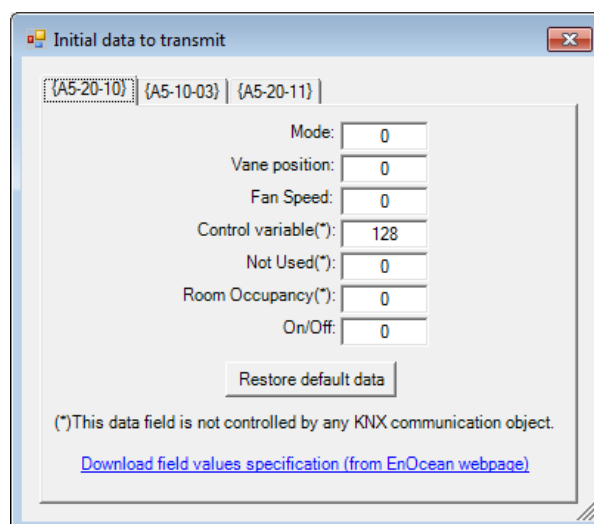 Initial data to transmit
{A5-20-10} {A5-10-03} {A5-20-11}
Mode: 0
Vane position: 0
Fan Speed: 0
Control variable(*): 128
Not Used(*): 0
Room Occupancy(*): 0
On/Off: 0
Restore default data
(*)This data field is not controlled by any KNX communication object.
Download field values specification (from EnOcean webpage)